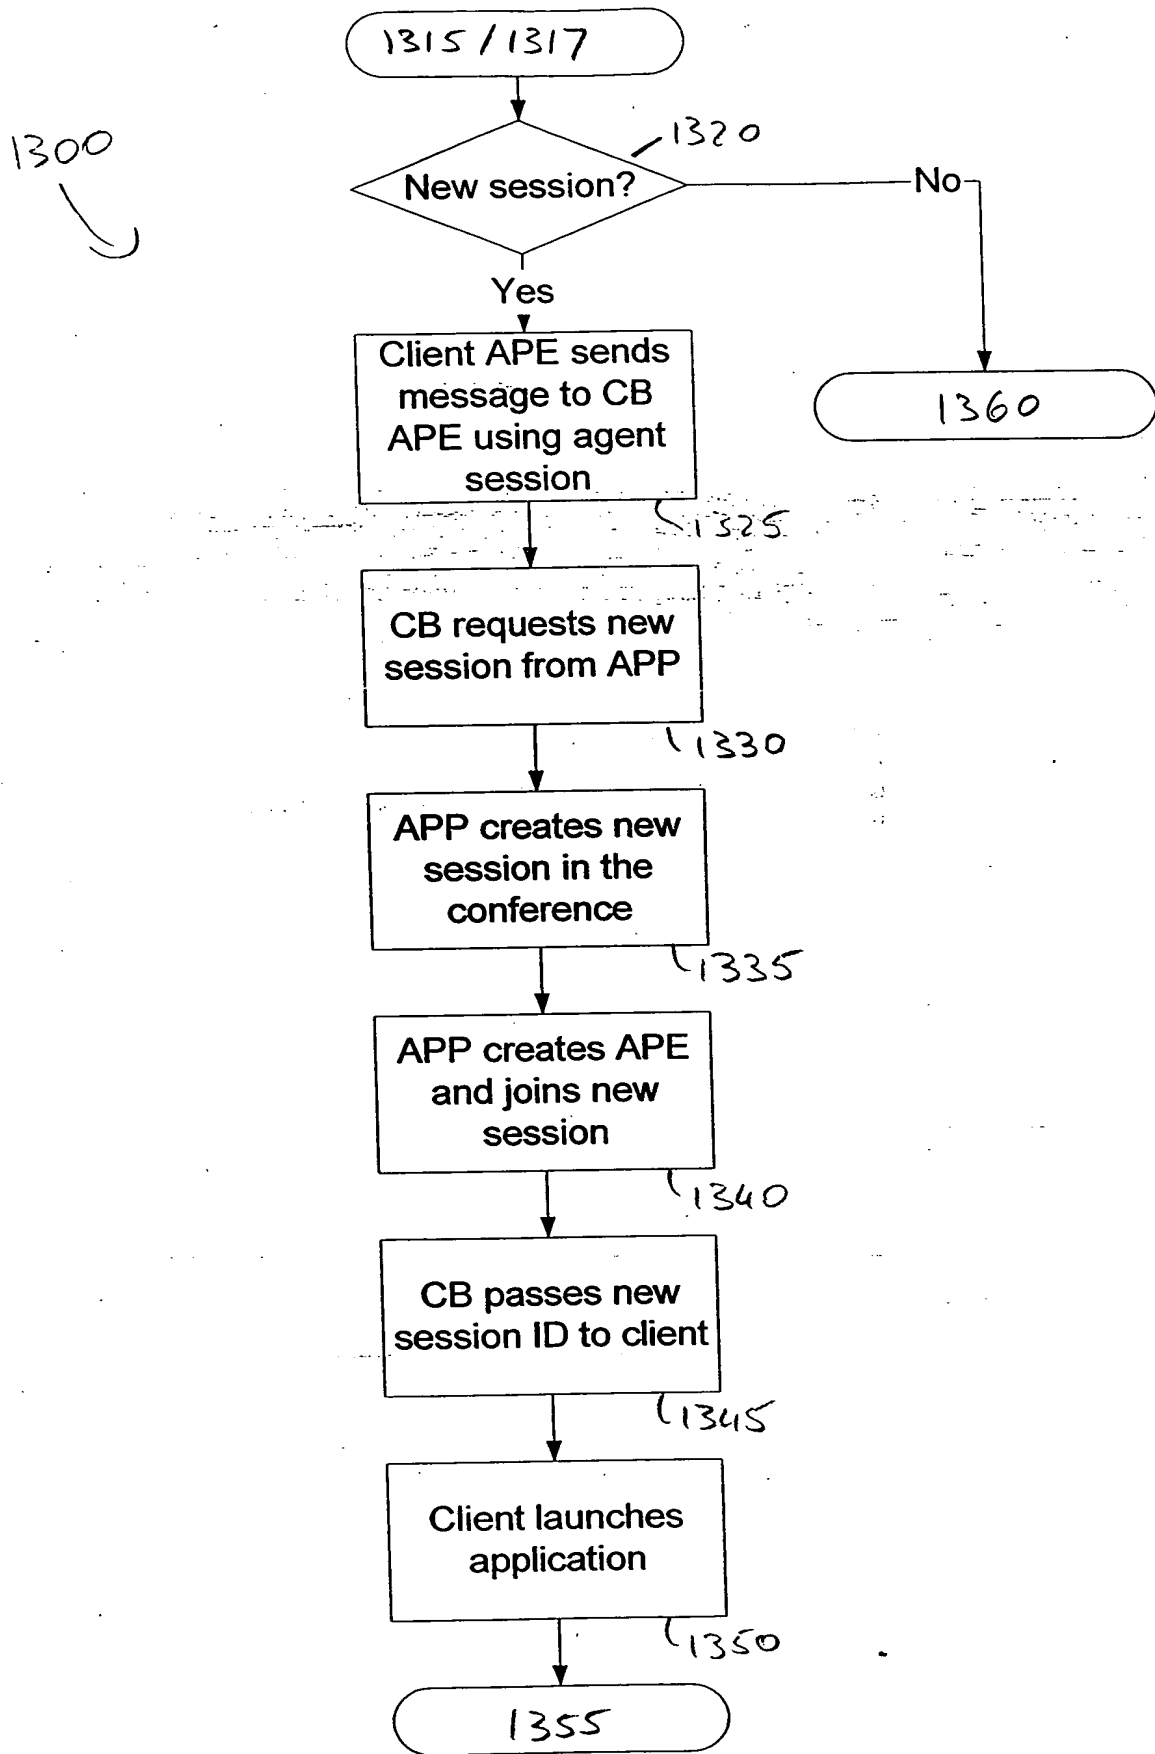 1315 / 1317
1300
1320
New session?
No
Yes
Client APE sends
message to CB
APE using agent
session
1360
1325
CB requests new
session from APP
1330
APP creates new
session in the
conference
1335
APP creates APE
and joins new
session
1340
CB passes new
session ID to client
1345
Client launches
application
1350
1355